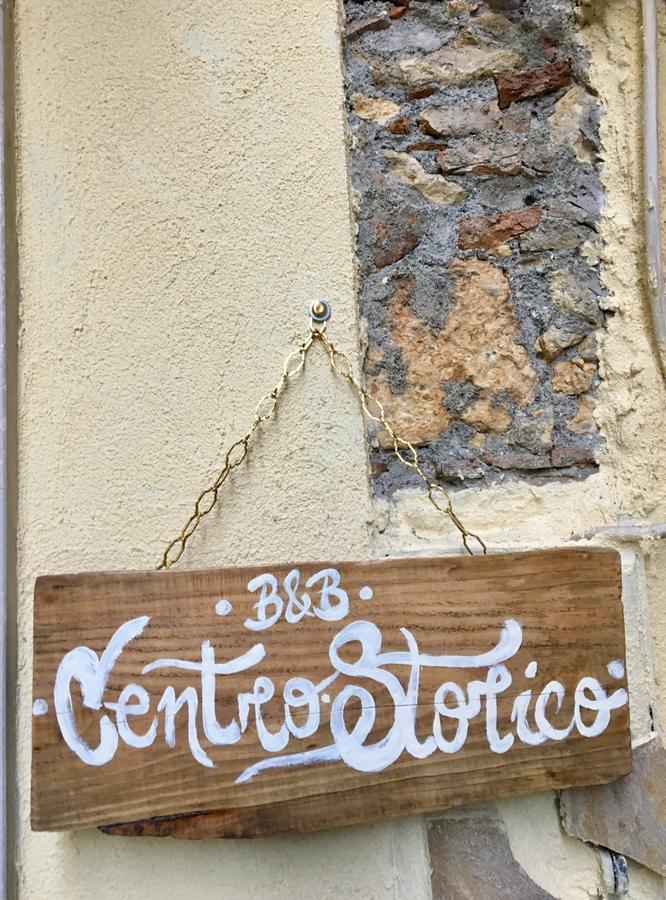 • B&B •
• Centro • Storico •